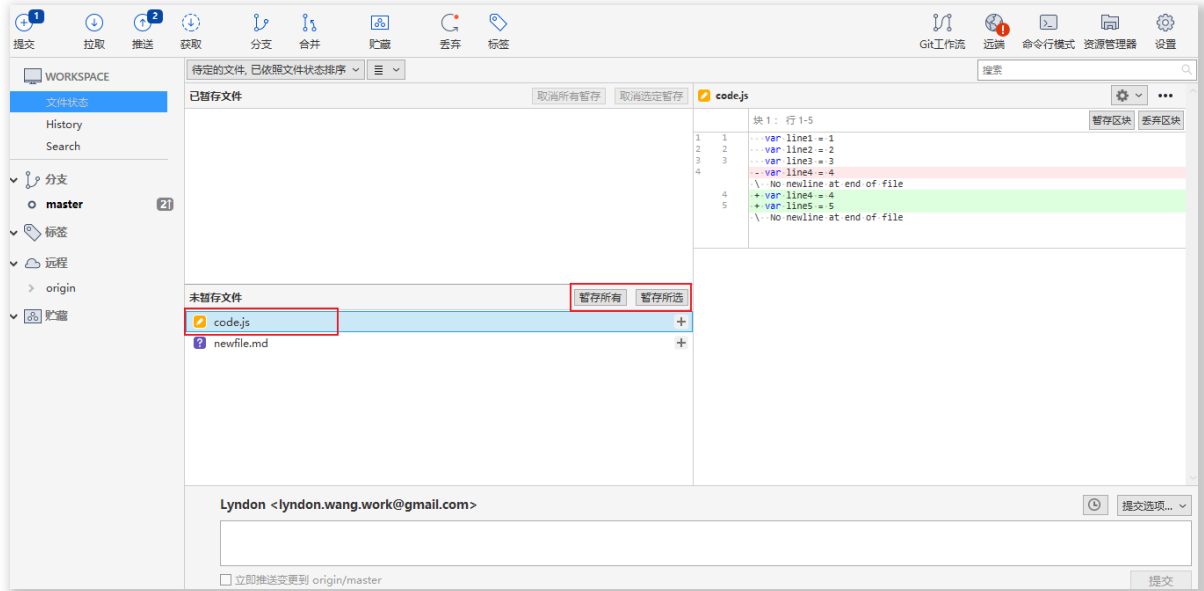 1 2
提交 拉取 推送 获取 分支 合并 贮藏 丢弃 标签 Git工作流 远端 命令行模式 资源管理器 设置
WORKSPACE
文件状态
History
Search
分支
master 2↑
标签
远程
origin
贮藏
待定的文件, 已依照文件状态排序
搜索
已暂存文件 取消所有暂存 取消选定暂存
未暂存文件 暂存所有 暂存所选
code.js +
newfile.md +
code.js
块 1： 行 1-5 暂存区块 丢弃区块
1 1 var line1 = 1
2 2 var line2 = 2
3 3 var line3 = 3
4 - var line4 = 4
\ No newline at end of file
4 + var line4 = 4
5 + var line5 = 5
\ No newline at end of file
Lyndon <lyndon.wang.work@gmail.com> 提交选项...
立即推送变更到 origin/master 提交